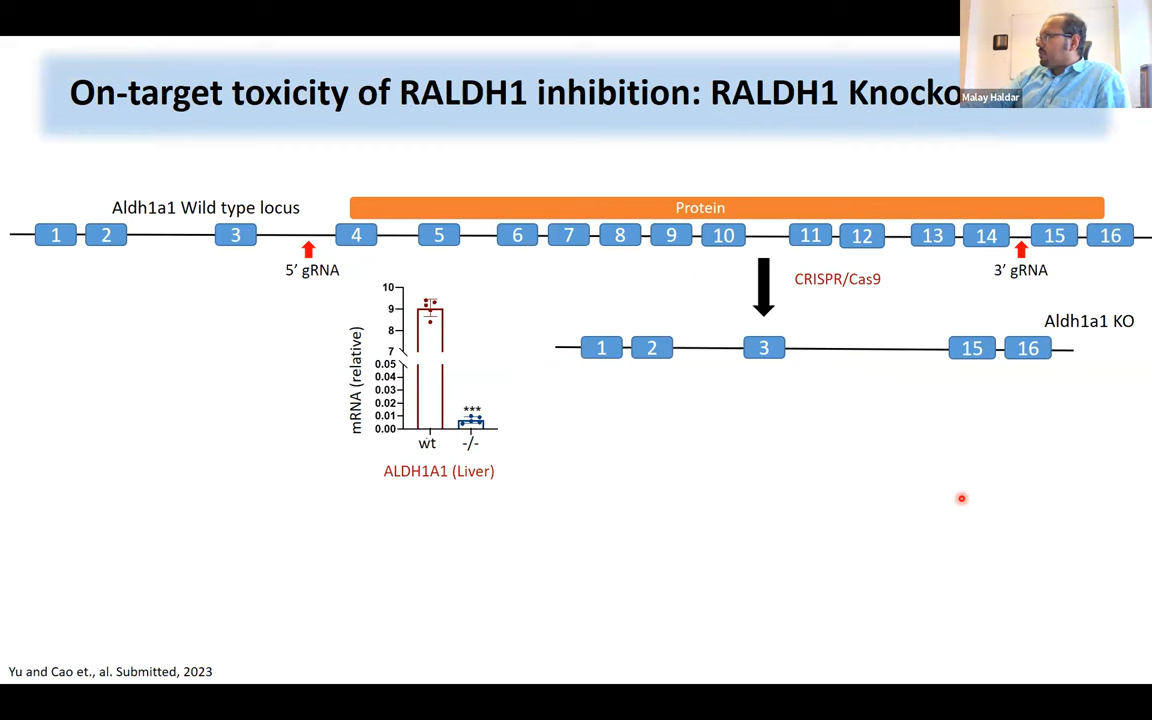 On-target toxicity of RALDH1 inhibition: RALDH1
Malay Haldar
Aldh1a1 Wild type locus
Protein
1 2 3 4 5 6 7 8 9 10 11 12 13 14 15 16
5’ gRNA
3’ gRNA
CRISPR/Cas9
Aldh1a1 KO
1 2 3 15 16
mRNA (relative)
10
9
8
7
0.05
0.04
0.03
0.02
0.01
0.00
***
wt -/-
ALDH1A1 (Liver)
Yu and Cao et., al. Submitted, 2023